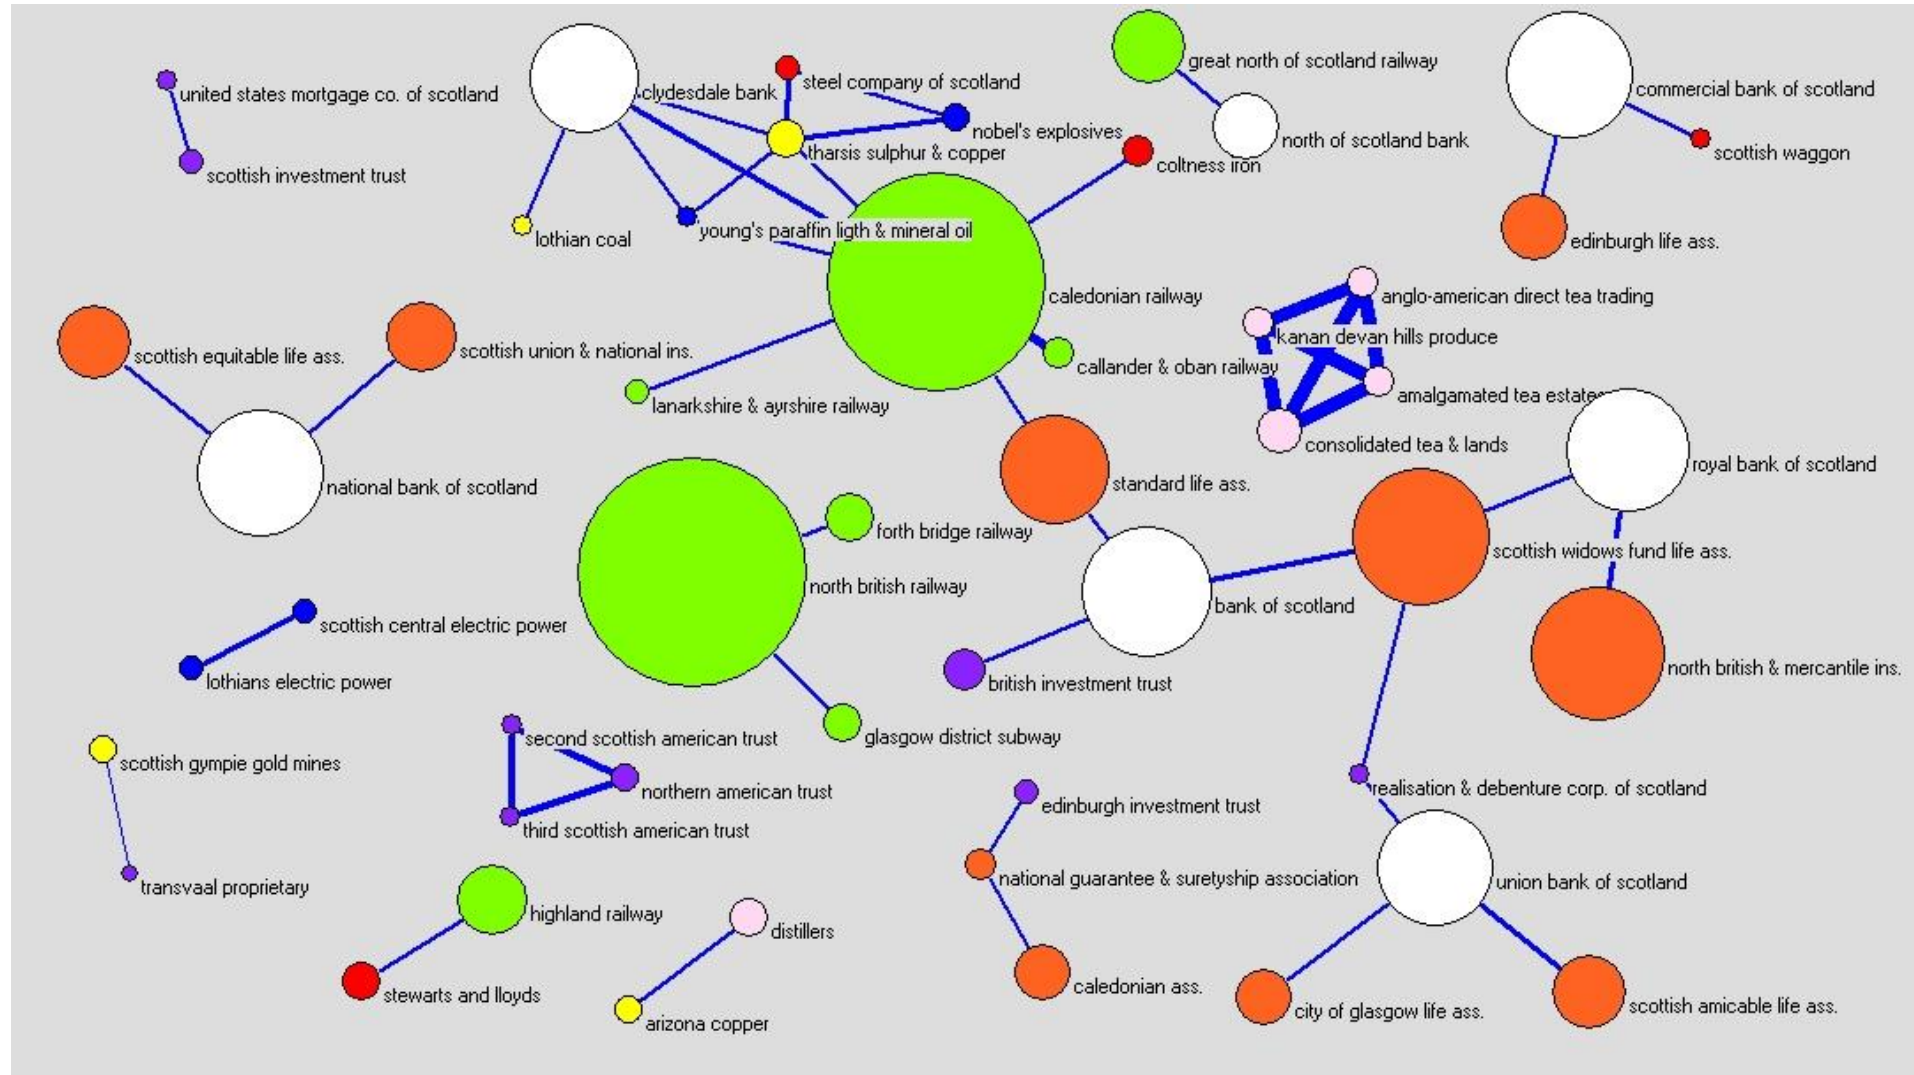 great north of scotland railway
steel company of scotland
commercial bank of scotland
united states mortgage co. of scotland
clydesdale bank
nobel's explosives
north of scotland bank
tharsis sulphur & copper
scottish waggon
coltness iron
scottish investment trust
young's paraffin ligth & mineral oil
lothian coal
edinburgh life ass.
caledonian railway
anglo-american direct tea trading
kanan devan hills produce
scottish equitable life ass.
scottish union & national ins.
callander & oban railway
amalgamated tea estates
lanarkshire & ayrshire railway
consolidated tea & lands
royal bank of scotland
national bank of scotland
standard life ass.
forth bridge railway
scottish widows fund life ass.
north british railway
bank of scotland
scottish central electric power
north british & mercantile ins.
lothians electric power
british investment trust
second scottish american trust
glasgow district subway
scottish gympie gold mines
northern american trust
realisation & debenture corp. of scotland
edinburgh investment trust
third scottish american trust
national guarantee & suretyship association
union bank of scotland
transvaal proprietary
highland railway
distillers
caledonian ass.
stewarts and lloyds
scottish amicable life ass.
city of glasgow life ass.
arizona copper